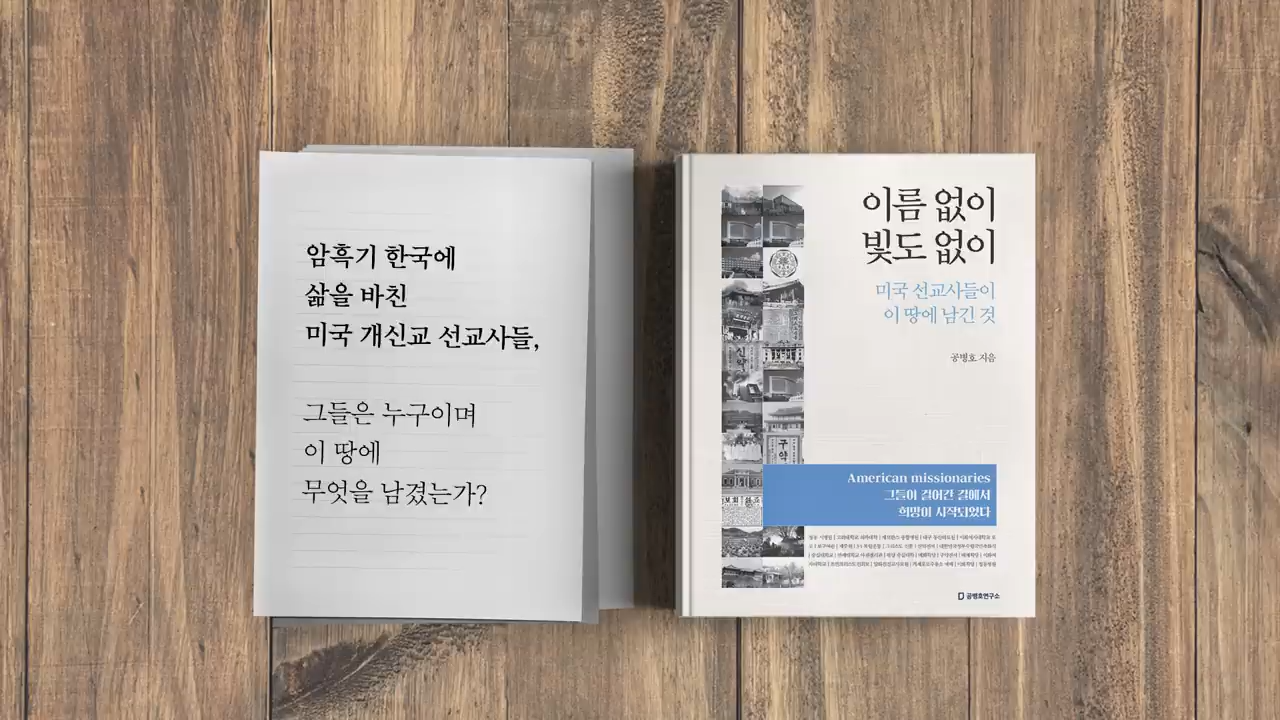 암흑기 한국에
삶을 바친
미국 개신교 선교사들,
그들은 누구이며
이 땅에
무엇을 남겼는가?
이름 없이
빛도 없이
미국 선교사들이
이 땅에 남긴 것
공병호 지음
구약
American missionaries
그들이 걸어간 길에서
희망이 시작되었다
공병호연구소